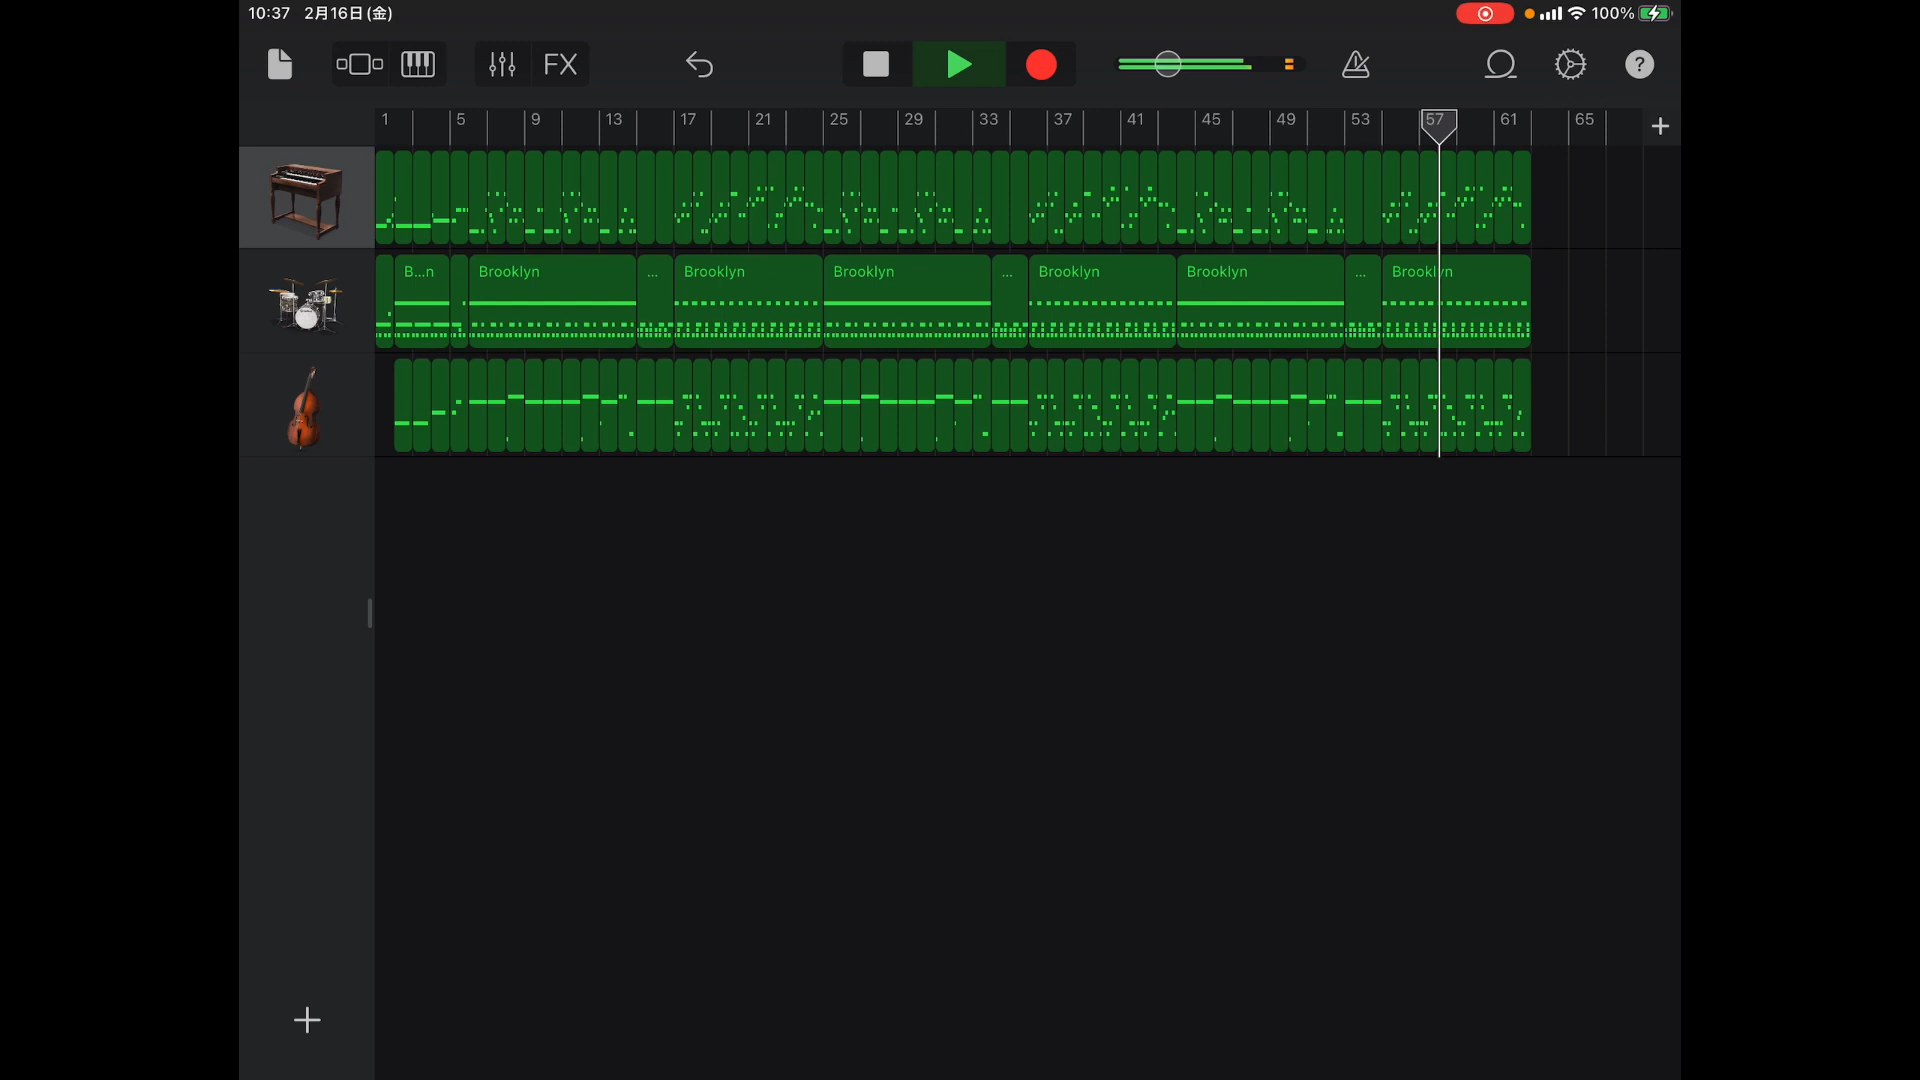 10:37 2月16日(金) 100%
FX ?
1 5 9 13 17 21 25 29 33 37 41 45 49 53 57 61 65 +
B...n Brooklyn ... Brooklyn Brooklyn ... Brooklyn Brooklyn ... Brooklyn
+